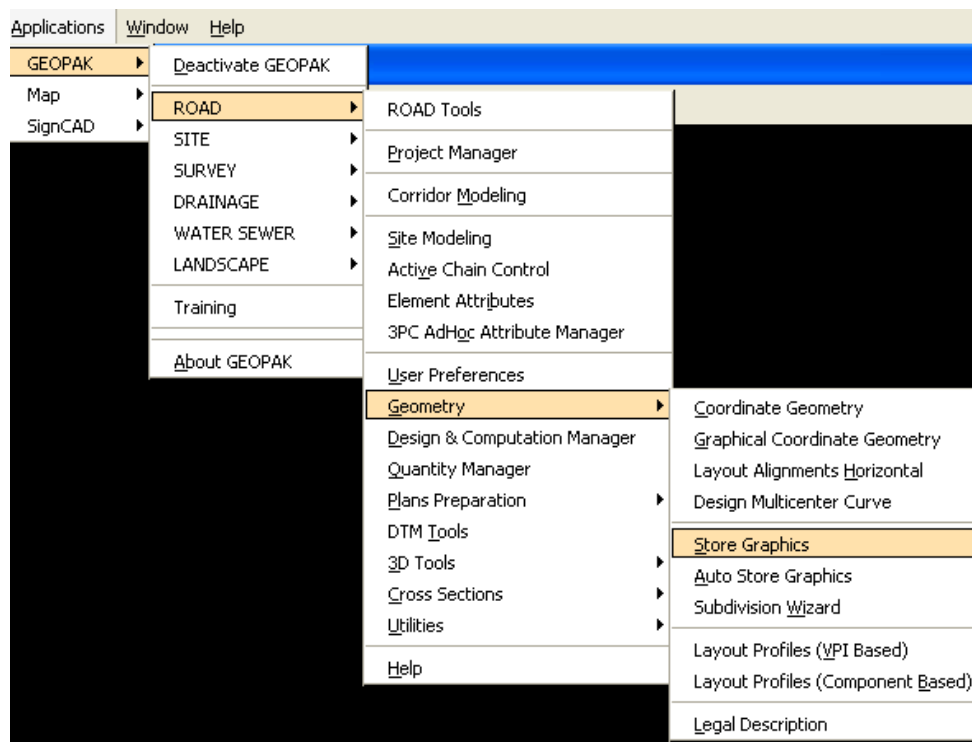 Applications Window Help
GEOPAK
Map
SignCAD
Deactivate GEOPAK
ROAD
SITE
SURVEY
DRAINAGE
WATER SEWER
LANDSCAPE
Training
About GEOPAK
ROAD Tools
Project Manager
Corridor Modeling
Site Modeling
Active Chain Control
Element Attributes
3PC AdHoc Attribute Manager
User Preferences
Geometry
Design & Computation Manager
Quantity Manager
Plans Preparation
DTM Tools
3D Tools
Cross Sections
Utilities
Help
Coordinate Geometry
Graphical Coordinate Geometry
Layout Alignments Horizontal
Design Multicenter Curve
Store Graphics
Auto Store Graphics
Subdivision Wizard
Layout Profiles (VPI Based)
Layout Profiles (Component Based)
Legal Description